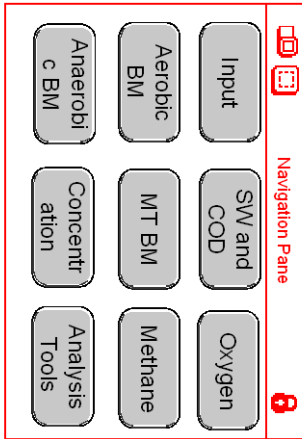 Navigation Pane
Input
SW and
COD
Oxygen
Aerobic
BM
MT BM
Methane
Anaerobi
c BM
Concentr
ation
Analysis
Tools